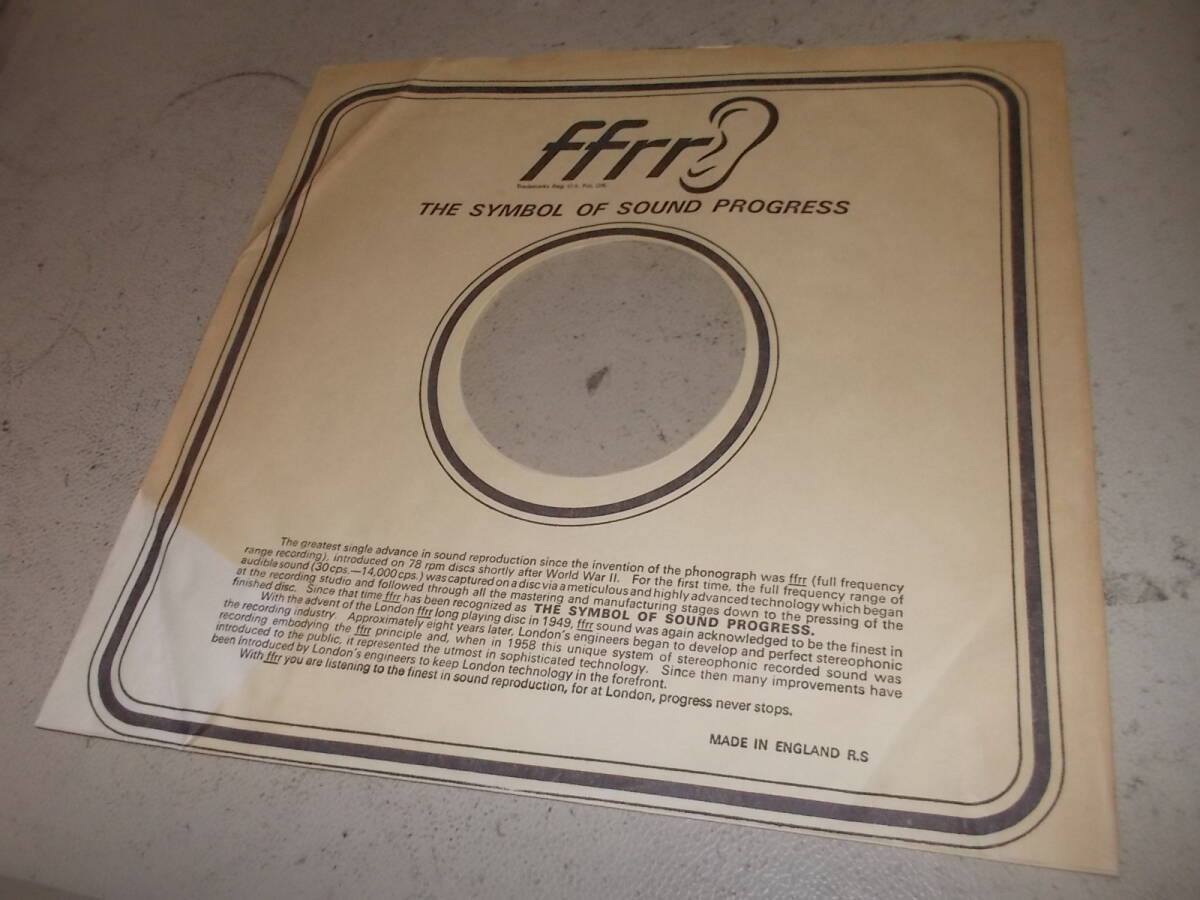 ffrr
Trademarks Reg. U.S. Pat. Off.
THE SYMBOL OF SOUND PROGRESS
The greatest single advance in sound reproduction since the invention of the phonograph was ffrr (full frequency
range recording), introduced on 78 rpm discs shortly after World War II. For the first time, the full frequency range of
audible sound (30cps.—14,000cps.) was captured on a disc via a meticulous and highly advanced technology which began
at the recording studio and followed through all the mastering and manufacturing stages down to the pressing of the
finished disc. Since that time ffrr has been recognized as THE SYMBOL OF SOUND PROGRESS.
With the advent of the London ffrr long playing disc in 1949, ffrr sound was again acknowledged to be the finest in
the recording industry. Approximately eight years later, London's engineers began to develop and perfect stereophonic
recording embodying the ffrr principle and, when in 1958 this unique system of stereophonic recorded sound was
introduced to the public, it represented the utmost in sophisticated technology. Since then many improvements have
been introduced by London's engineers to keep London technology in the forefront.
With ffrr you are listening to the finest in sound reproduction, for at London, progress never stops.
MADE IN ENGLAND R.S